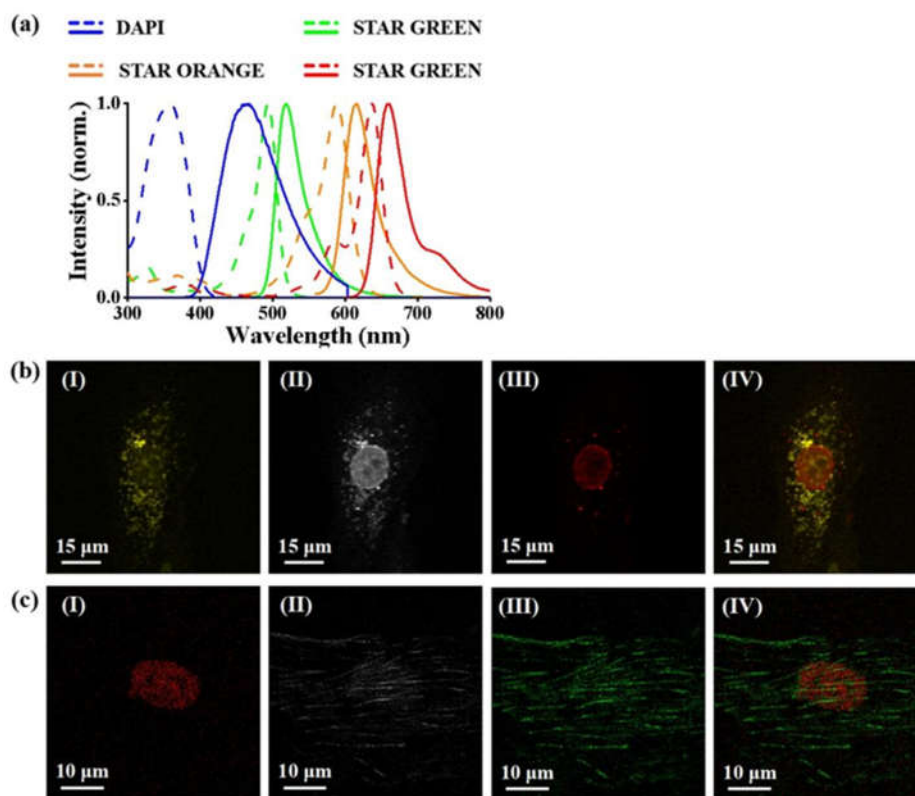 (a)
DAPI STAR GREEN
STAR ORANGE STAR GREEN
1.0
0.5
0.0
Intensity (norm.)
300 400 500 600 700 800
Wavelength (nm)
(b)
(I) (II) (III) (IV)
15 μm 15 μm 15 μm 15 μm
(c)
(I) (II) (III) (IV)
10 μm 10 μm 10 μm 10 μm